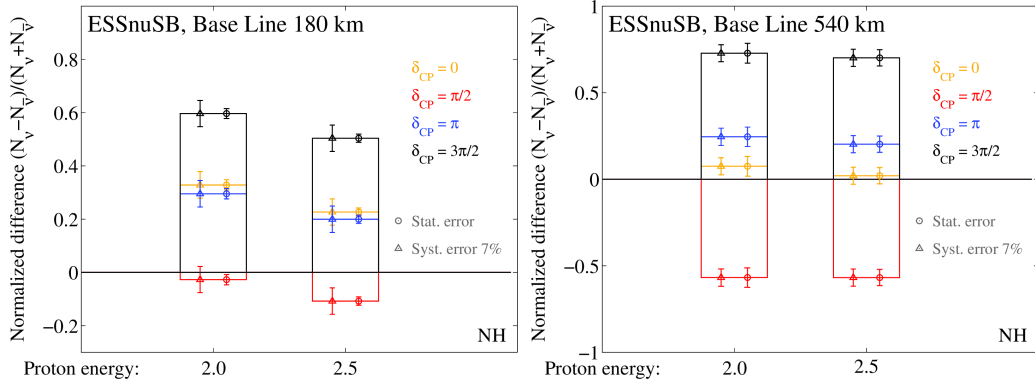 ESSnuSB, Base Line 180 km
Normalized difference (N_ν−N_ν̅)/(N_ν+N_ν̅)
0.8
0.6
0.4
0.2
0
−0.2
δ_CP = 0
δ_CP = π/2
δ_CP = π
δ_CP = 3π/2
Stat. error
Syst. error 7%
NH
Proton energy: 2.0 2.5
ESSnuSB, Base Line 540 km
Normalized difference (N_ν−N_ν̅)/(N_ν+N_ν̅)
1
0.5
0
−0.5
−1
δ_CP = 0
δ_CP = π/2
δ_CP = π
δ_CP = 3π/2
Stat. error
Syst. error 7%
NH
Proton energy: 2.0 2.5